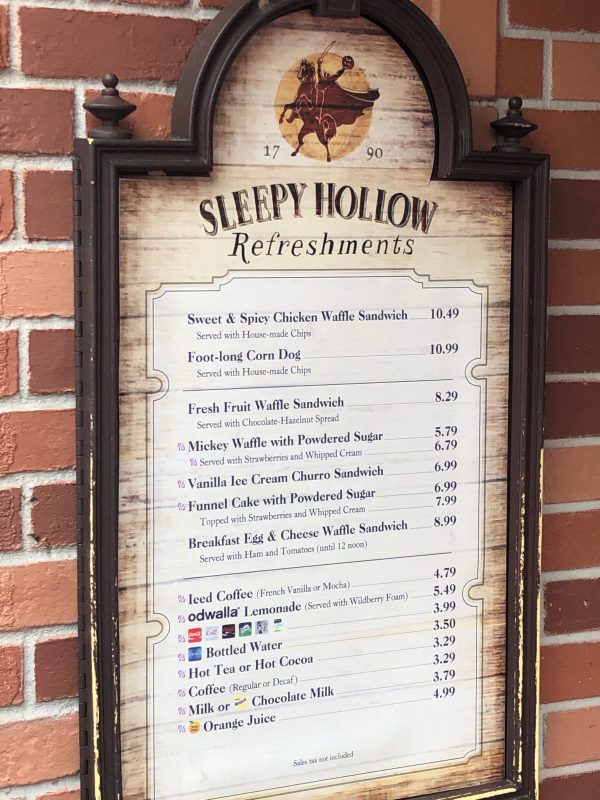 17 90
SLEEPY HOLLOW
Refreshments
Sweet & Spicy Chicken Waffle Sandwich 10.49
Served with House-made Chips
Foot-long Corn Dog 10.99
Served with House-made Chips
Fresh Fruit Waffle Sandwich 8.29
Served with Chocolate-Hazelnut Spread
Mickey Waffle with Powdered Sugar 5.79
Served with Strawberries and Whipped Cream 6.79
Vanilla Ice Cream Churro Sandwich 6.99
Funnel Cake with Powdered Sugar 6.99
Topped with Strawberries and Whipped Cream 7.99
Breakfast Egg & Cheese Waffle Sandwich 8.99
Served with Ham and Tomatoes (until 12 noon)
Iced Coffee (French Vanilla or Mocha) 4.79
odwalla Lemonade (Served with Wildberry Foam) 5.49
3.99
Bottled Water 3.50
Hot Tea or Hot Cocoa 3.29
Coffee (Regular or Decaf) 3.29
Milk or Chocolate Milk 3.79
Orange Juice 4.99
Sales tax not included